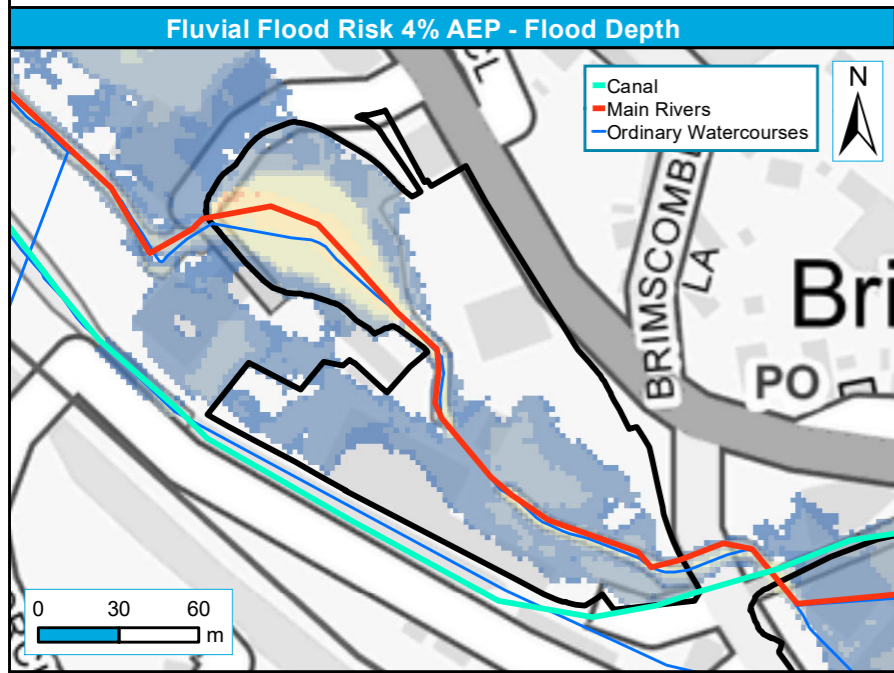 Fluvial Flood Risk 4% AEP - Flood Depth
Canal
Main Rivers
Ordinary Watercourses
N
CL
BRIMSCOMBE
LA
Bri
PO
0 30 60
m